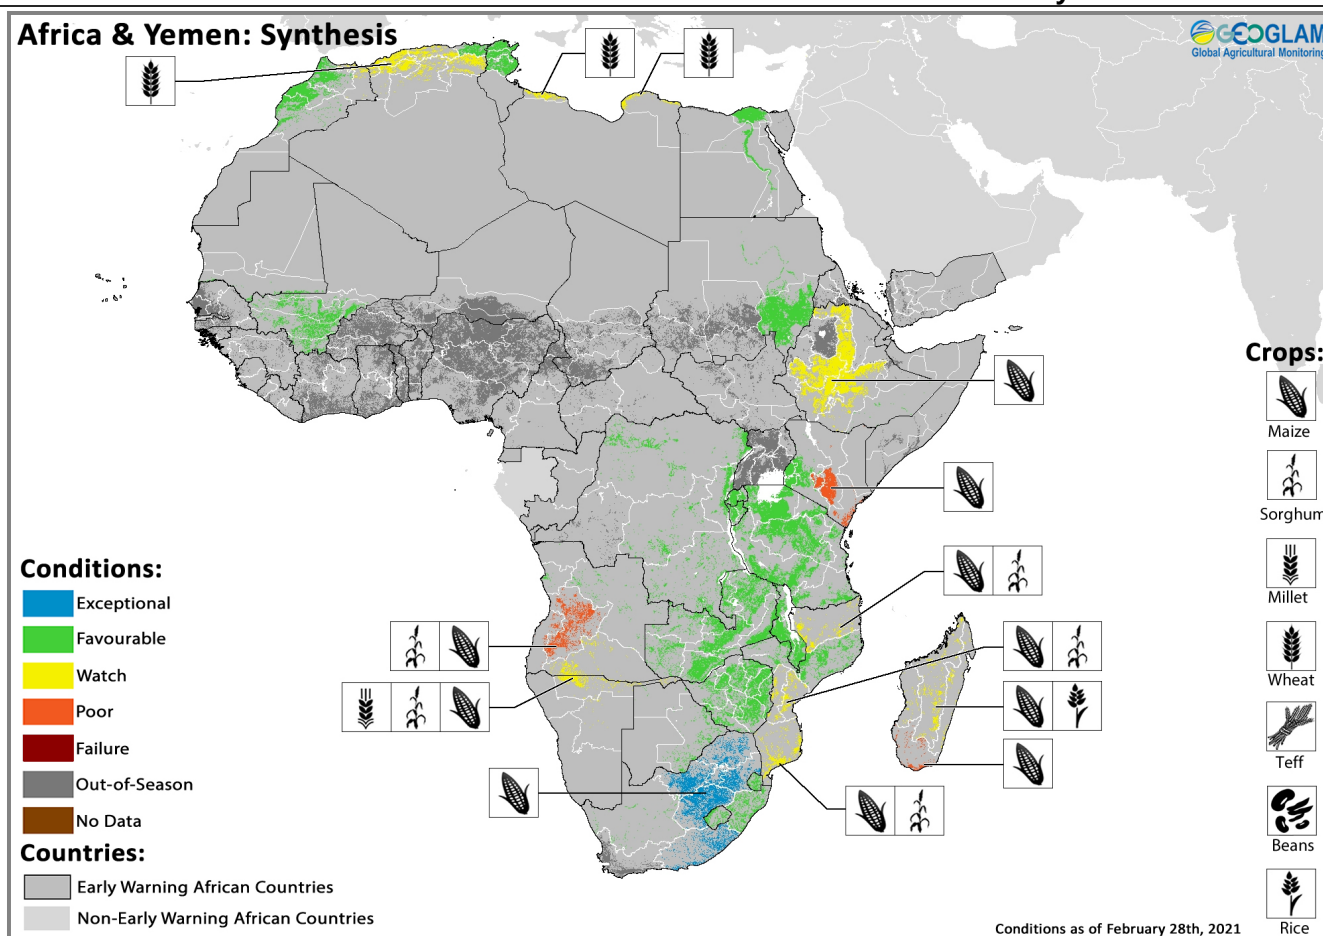 Africa & Yemen: Synthesis
GEOGLAM
Global Agricultural Monitoring
Crops:
Maize
Sorghum
Millet
Wheat
Teff
Beans
Rice
Conditions:
Exceptional
Favourable
Watch
Poor
Failure
Out-of-Season
No Data
Countries:
Early Warning African Countries
Non-Early Warning African Countries
Conditions as of February 28th, 2021